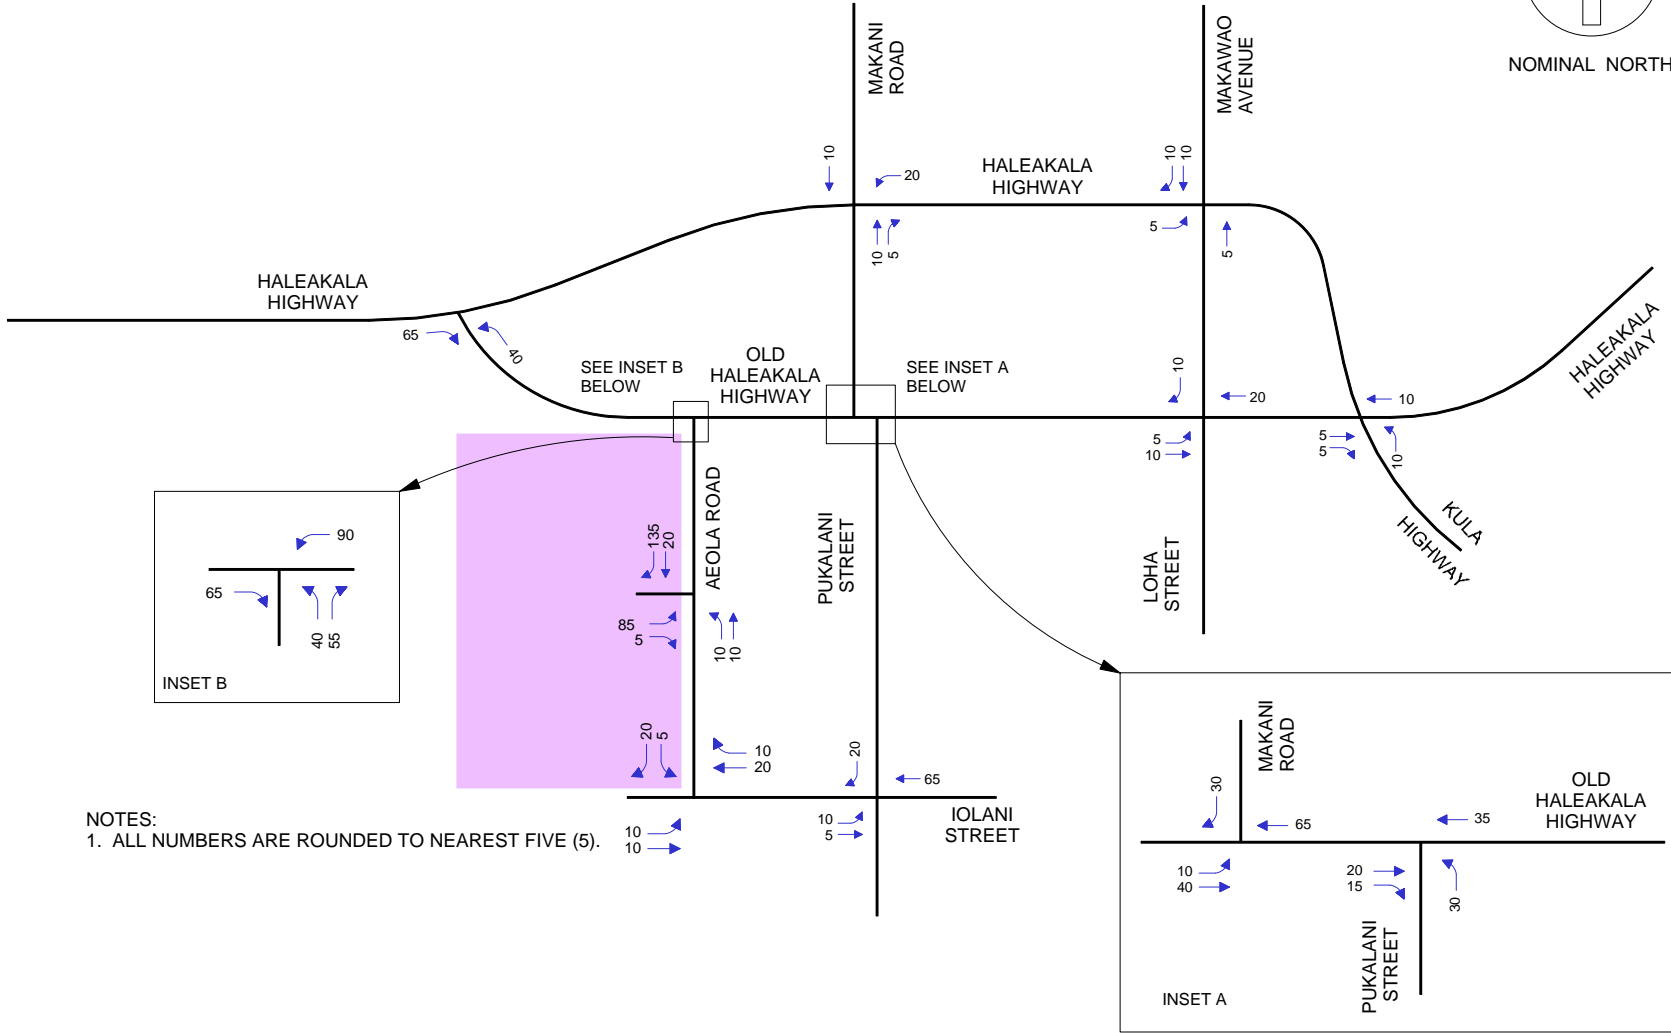 MAKANI
ROAD
MAKAWAO
AVENUE
NOMINAL NORTH
10
20
HALEAKALA
HIGHWAY
10
10
10
5
5
5
HALEAKALA
HIGHWAY
65
40
SEE INSET B
BELOW
OLD
HALEAKALA
HIGHWAY
SEE INSET A
BELOW
10
20
10
5
10
5
5
10
HALEAKALA
HIGHWAY
KULA
HIGHWAY
90
65
40
55
INSET B
135
20
AEOLA ROAD
85
5
10
10
PUKALANI
STREET
LOHA
STREET
20
5
10
20
20
65
10
10
10
5
IOLANI
STREET
NOTES:
1. ALL NUMBERS ARE ROUNDED TO NEAREST FIVE (5).
MAKANI
ROAD
30
65
10
40
OLD
HALEAKALA
HIGHWAY
35
20
15
30
PUKALANI
STREET
INSET A